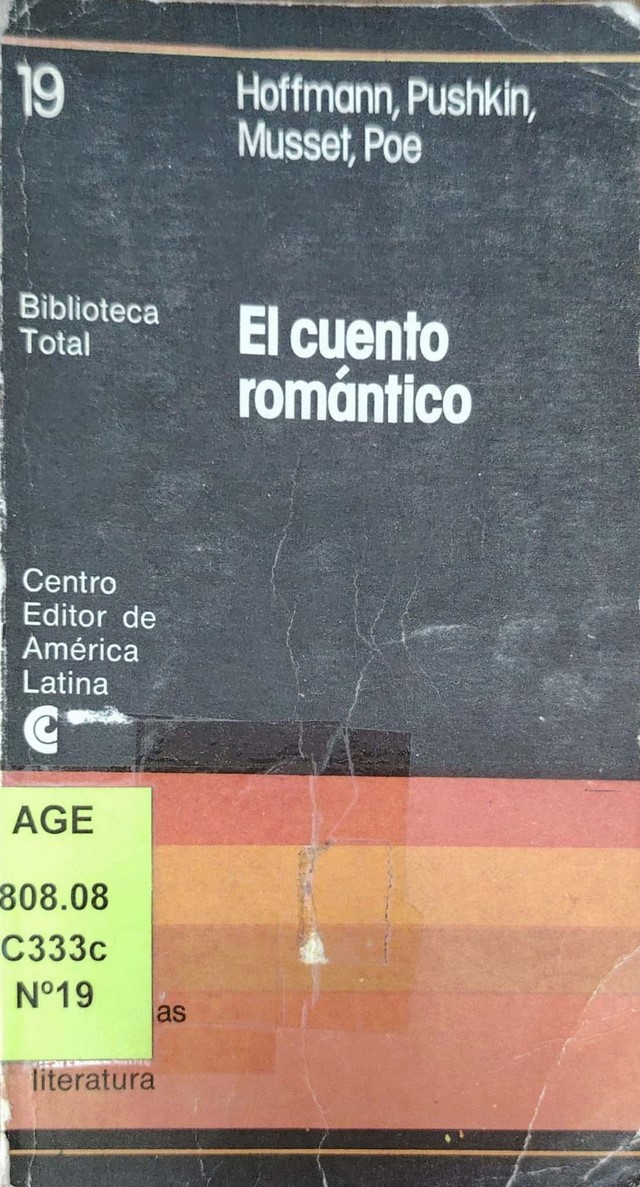 19
Hoffmann, Pushkin,
Musset, Poe
Biblioteca
Total
El cuento
romántico
Centro
Editor de
América
Latina
AGE
808.08
C333c
Nº19
as
literatura